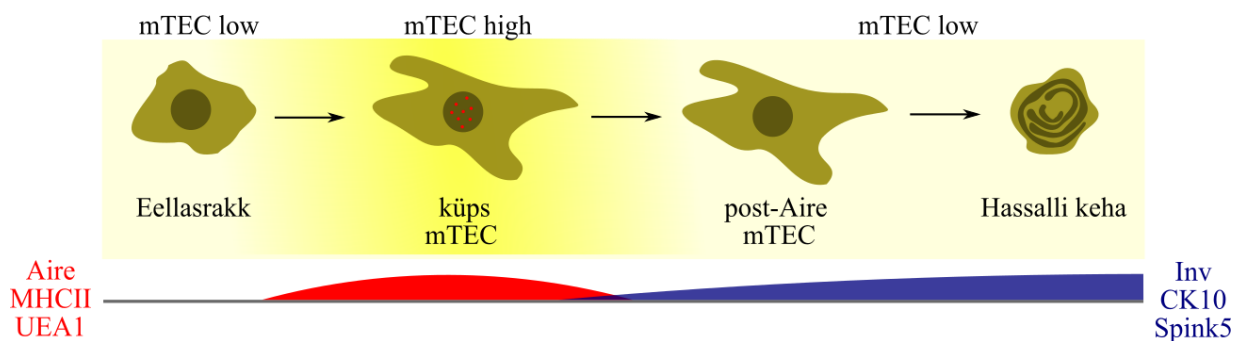 mTEC low
mTEC high
mTEC low
Eellasrakk
küps
mTEC
post-Aire
mTEC
Hassalli keha
Aire
MHCII
UEA1
Inv
CK10
Spink5